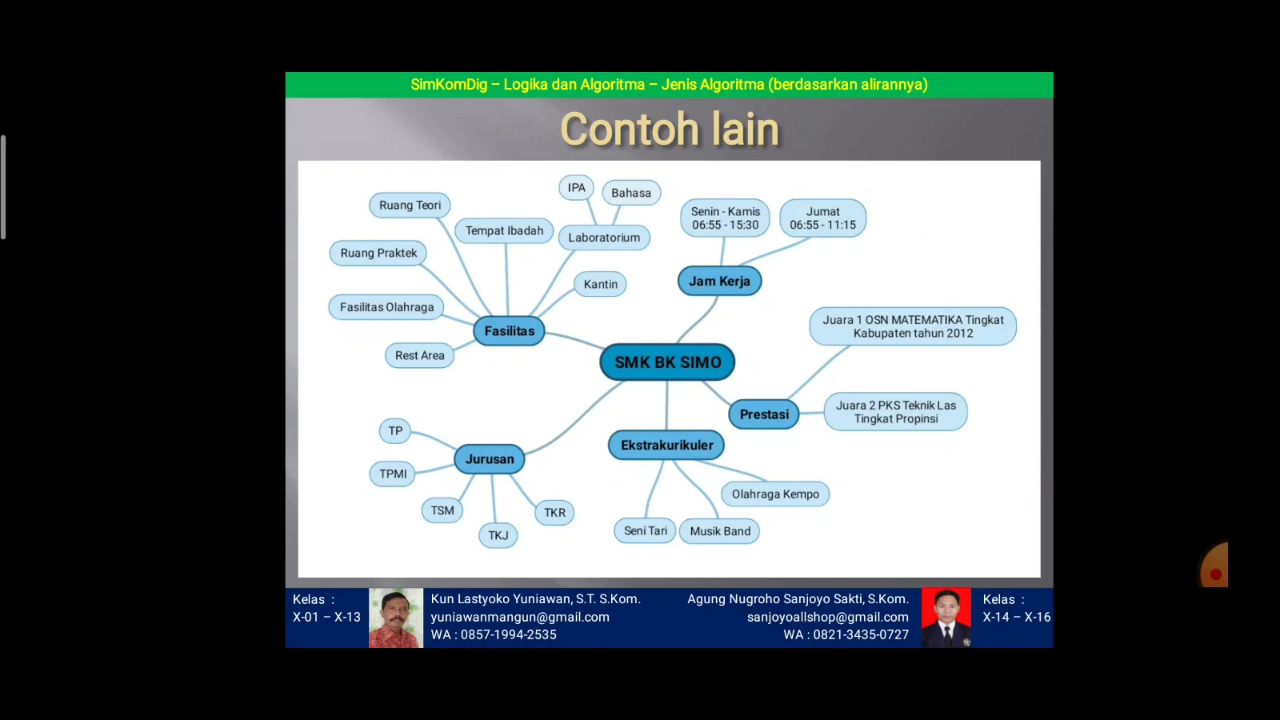 SimKomDig – Logika dan Algoritma – Jenis Algoritma (berdasarkan alirannya)
Contoh lain
SMK BK SIMO
Fasilitas
Ruang Teori
Ruang Praktek
Fasilitas Olahraga
Rest Area
Tempat Ibadah
Laboratorium
IPA
Bahasa
Kantin
Jam Kerja
Senin - Kamis
06:55 - 15:30
Jumat
06:55 - 11:15
Prestasi
Juara 1 OSN MATEMATIKA Tingkat
Kabupaten tahun 2012
Juara 2 PKS Teknik Las
Tingkat Propinsi
Ekstrakurikuler
Olahraga Kempo
Musik Band
Seni Tari
Jurusan
TP
TPMI
TSM
TKJ
TKR
Kelas :
X-01 – X-13
Kun Lastyoko Yuniawan, S.T. S.Kom.
yuniawanmangun@gmail.com
WA : 0857-1994-2535
Agung Nugroho Sanjoyo Sakti, S.Kom.
sanjoyoallshop@gmail.com
WA : 0821-3435-0727
Kelas :
X-14 – X-16